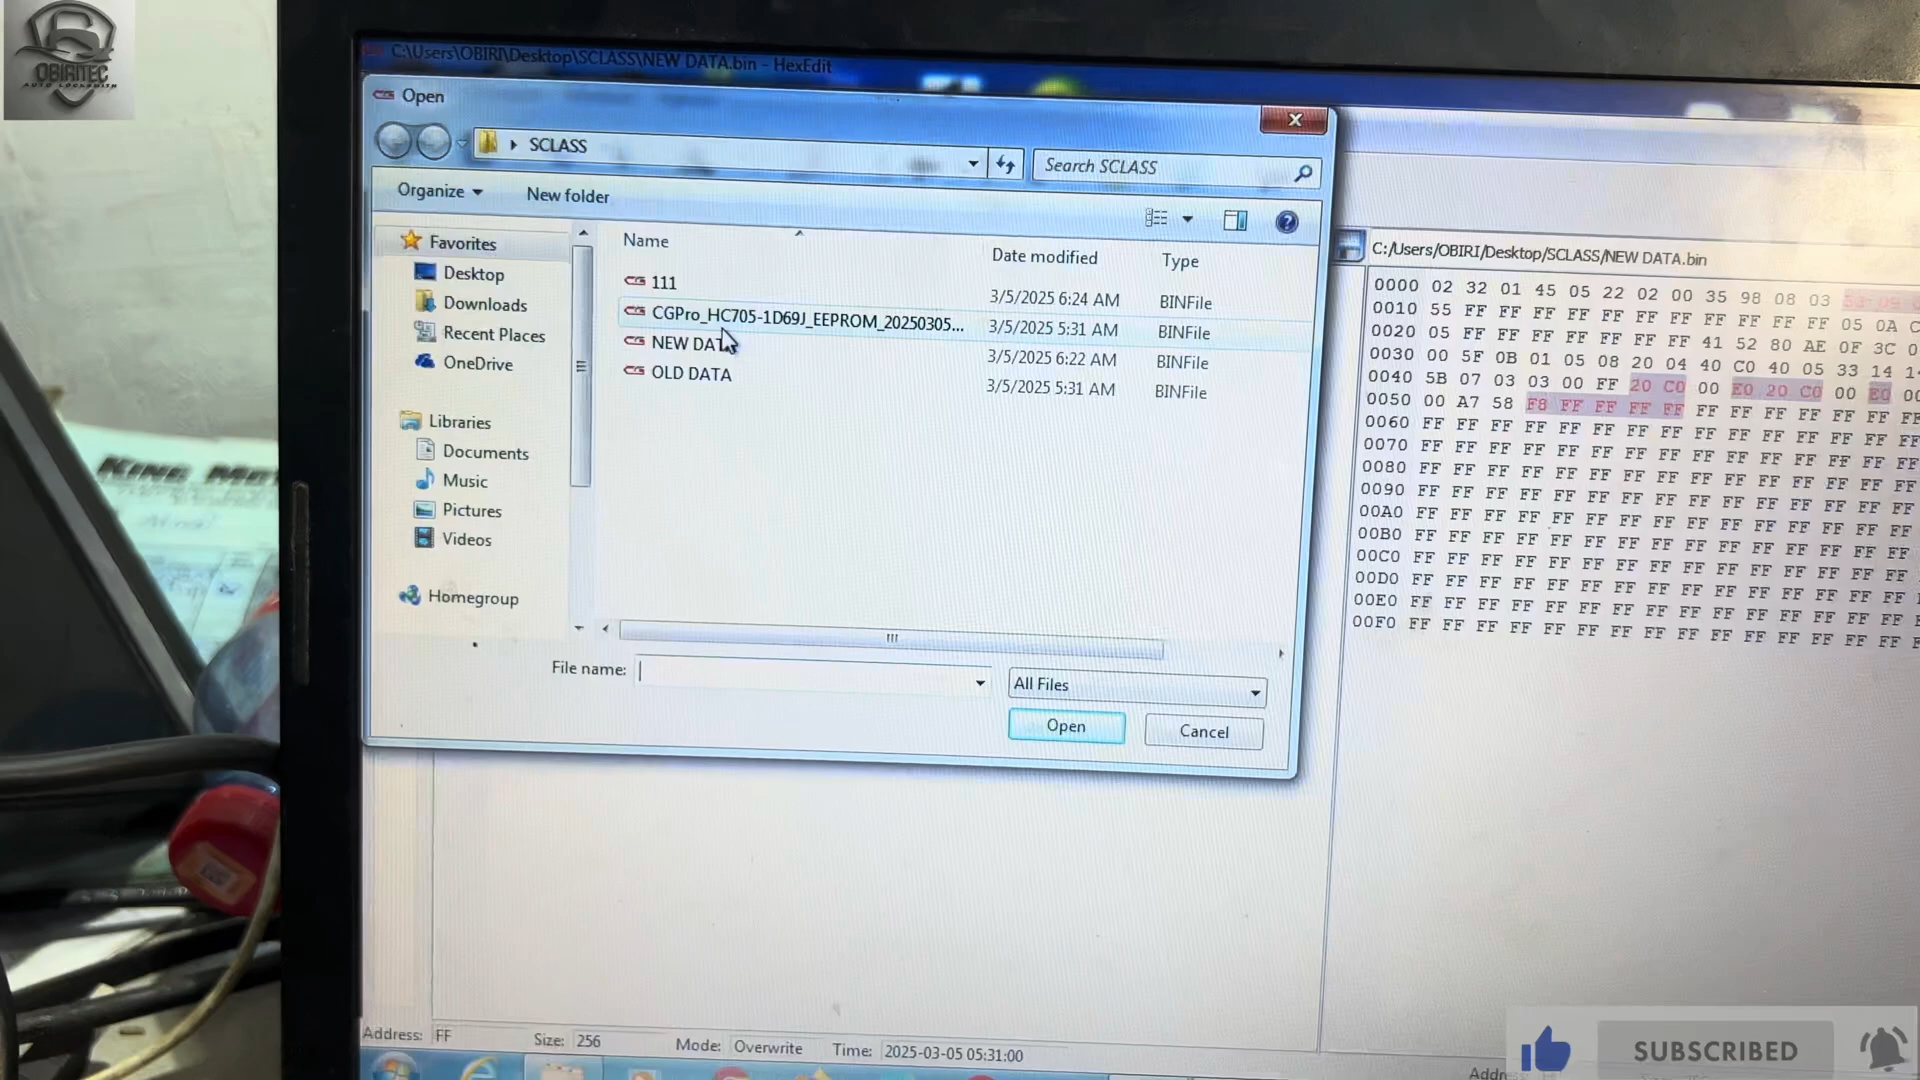 OBIRITEC
AUTO LOCKSMITH
KING
C:\Users\OBIRI\Desktop\SCLASS\NEW DATA.bin - HexEdit
Open
SCLASS
Search SCLASS
Organize
New folder
Name
Date modified
Type
111
3/5/2025 6:24 AM
BINFile
CGPro_HC705-1D69J_EEPROM_20250305...
3/5/2025 5:31 AM
BINFile
NEW DATA
3/5/2025 6:22 AM
BINFile
OLD DATA
3/5/2025 5:31 AM
BINFile
Favorites
Desktop
Downloads
Recent Places
OneDrive
Libraries
Documents
Music
Pictures
Videos
Homegroup
File name:
All Files
Open
Cancel
C:/Users/OBIRI/Desktop/SCLASS/NEW DATA.bin
0000 02 32 01 45 05 22 02 00 35 98 08 03
0010 55 FF FF FF FF FF FF FF FF FF FF FF 05 0A
0020 05 FF FF FF FF FF FF FF 41 52 80 AE 0F 3C
0030 00 5F 0B 01 05 08 20 04 40 C0 40 05 33 14
0040 5B 07 03 03 00 FF 20 C0 00 E0 20 C0 00 E0
0050 00 A7 58 F8 FF FF FF FF FF FF FF FF FF FF
0060 FF FF FF FF FF FF FF FF FF FF FF FF FF FF
0070 FF FF FF FF FF FF FF FF FF FF FF FF FF FF
0080 FF FF FF FF FF FF FF FF FF FF FF FF FF FF
0090 FF FF FF FF FF FF FF FF FF FF FF FF FF FF
00A0 FF FF FF FF FF FF FF FF FF FF FF FF FF FF
00B0 FF FF FF FF FF FF FF FF FF FF FF FF FF FF
00C0 FF FF FF FF FF FF FF FF FF FF FF FF FF FF
00D0 FF FF FF FF FF FF FF FF FF FF FF FF FF FF
00E0 FF FF FF FF FF FF FF FF FF FF FF FF FF FF
00F0 FF FF FF FF FF FF FF FF FF FF FF FF FF FF
Address: FF
Size: 256
Mode: Overwrite
Time: 2025-03-05 05:31:00
SUBSCRIBED